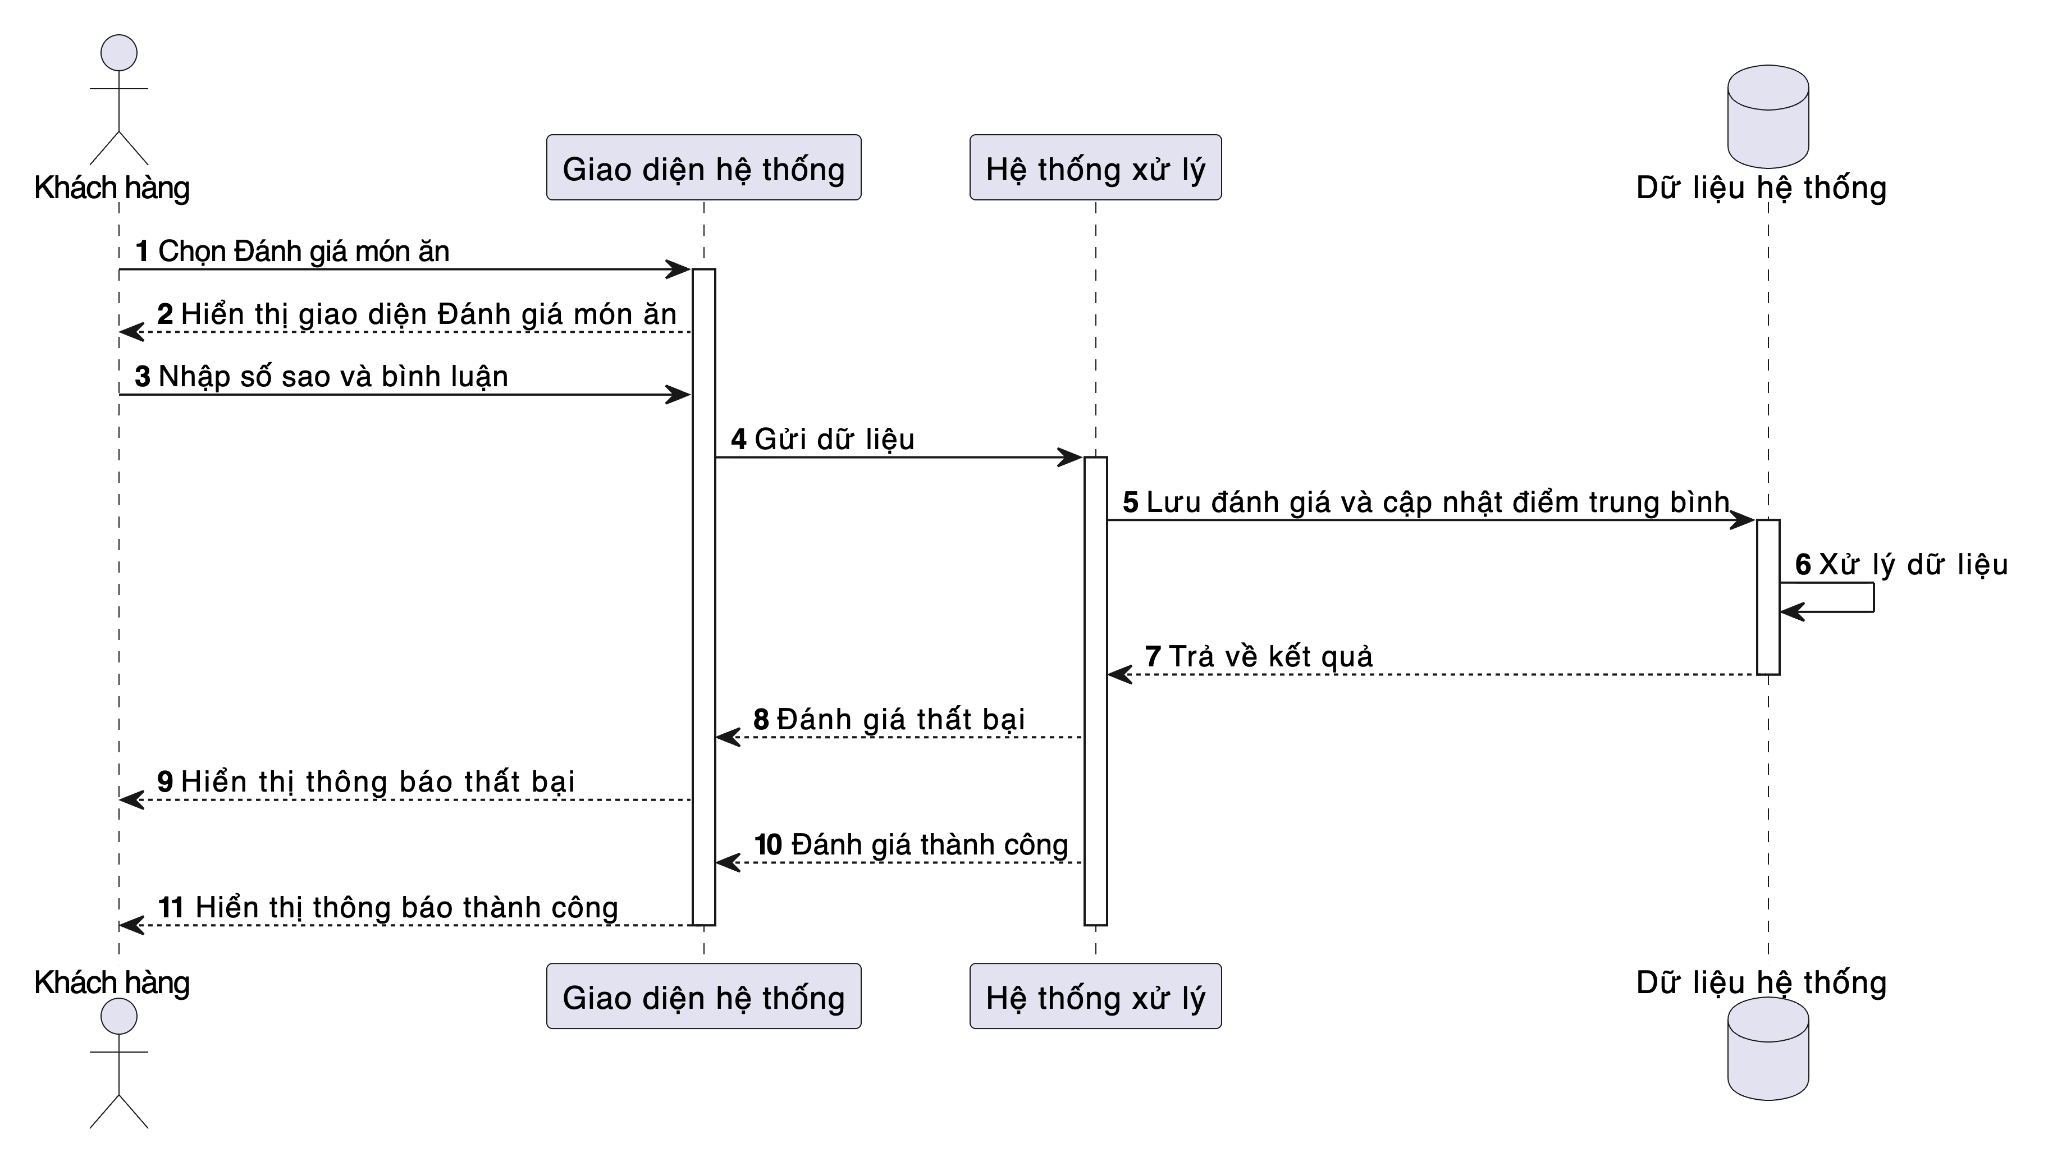 Khách hàng
Giao diện hệ thống
Hệ thống xử lý
Dữ liệu hệ thống
1 Chọn Đánh giá món ăn
2 Hiển thị giao diện Đánh giá món ăn
3 Nhập số sao và bình luận
4 Gửi dữ liệu
5 Lưu đánh giá và cập nhật điểm trung bình
6 Xử lý dữ liệu
7 Trả về kết quả
8 Đánh giá thất bại
9 Hiển thị thông báo thất bại
10 Đánh giá thành công
11 Hiển thị thông báo thành công
Khách hàng
Giao diện hệ thống
Hệ thống xử lý
Dữ liệu hệ thống